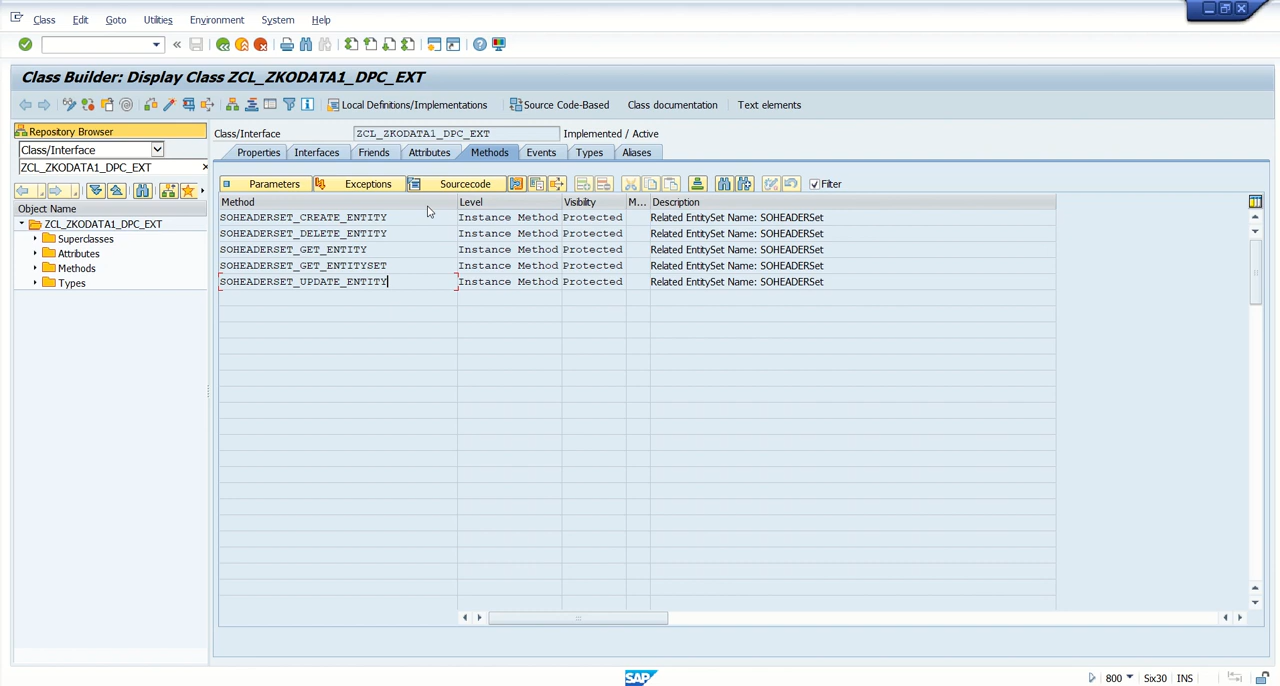 Class Edit Goto Utilities Environment System Help
Class Builder: Display Class ZCL_ZKODATA1_DPC_EXT
Local Definitions/Implementations Source Code-Based Class documentation Text elements
Repository Browser
Class/Interface
ZCL_ZKODATA1_DPC_EXT
Object Name
ZCL_ZKODATA1_DPC_EXT
Superclasses
Attributes
Methods
Types
Class/Interface ZCL_ZKODATA1_DPC_EXT Implemented / Active
Properties Interfaces Friends Attributes Methods Events Types Aliases
Parameters Exceptions Sourcecode Filter
Method Level Visibility M... Description
SOHEADERSET_CREATE_ENTITY Instance Method Protected Related EntitySet Name: SOHEADERSet
SOHEADERSET_DELETE_ENTITY Instance Method Protected Related EntitySet Name: SOHEADERSet
SOHEADERSET_GET_ENTITY Instance Method Protected Related EntitySet Name: SOHEADERSet
SOHEADERSET_GET_ENTITYSET Instance Method Protected Related EntitySet Name: SOHEADERSet
SOHEADERSET_UPDATE_ENTITY Instance Method Protected Related EntitySet Name: SOHEADERSet
SAP
800 Six30 INS